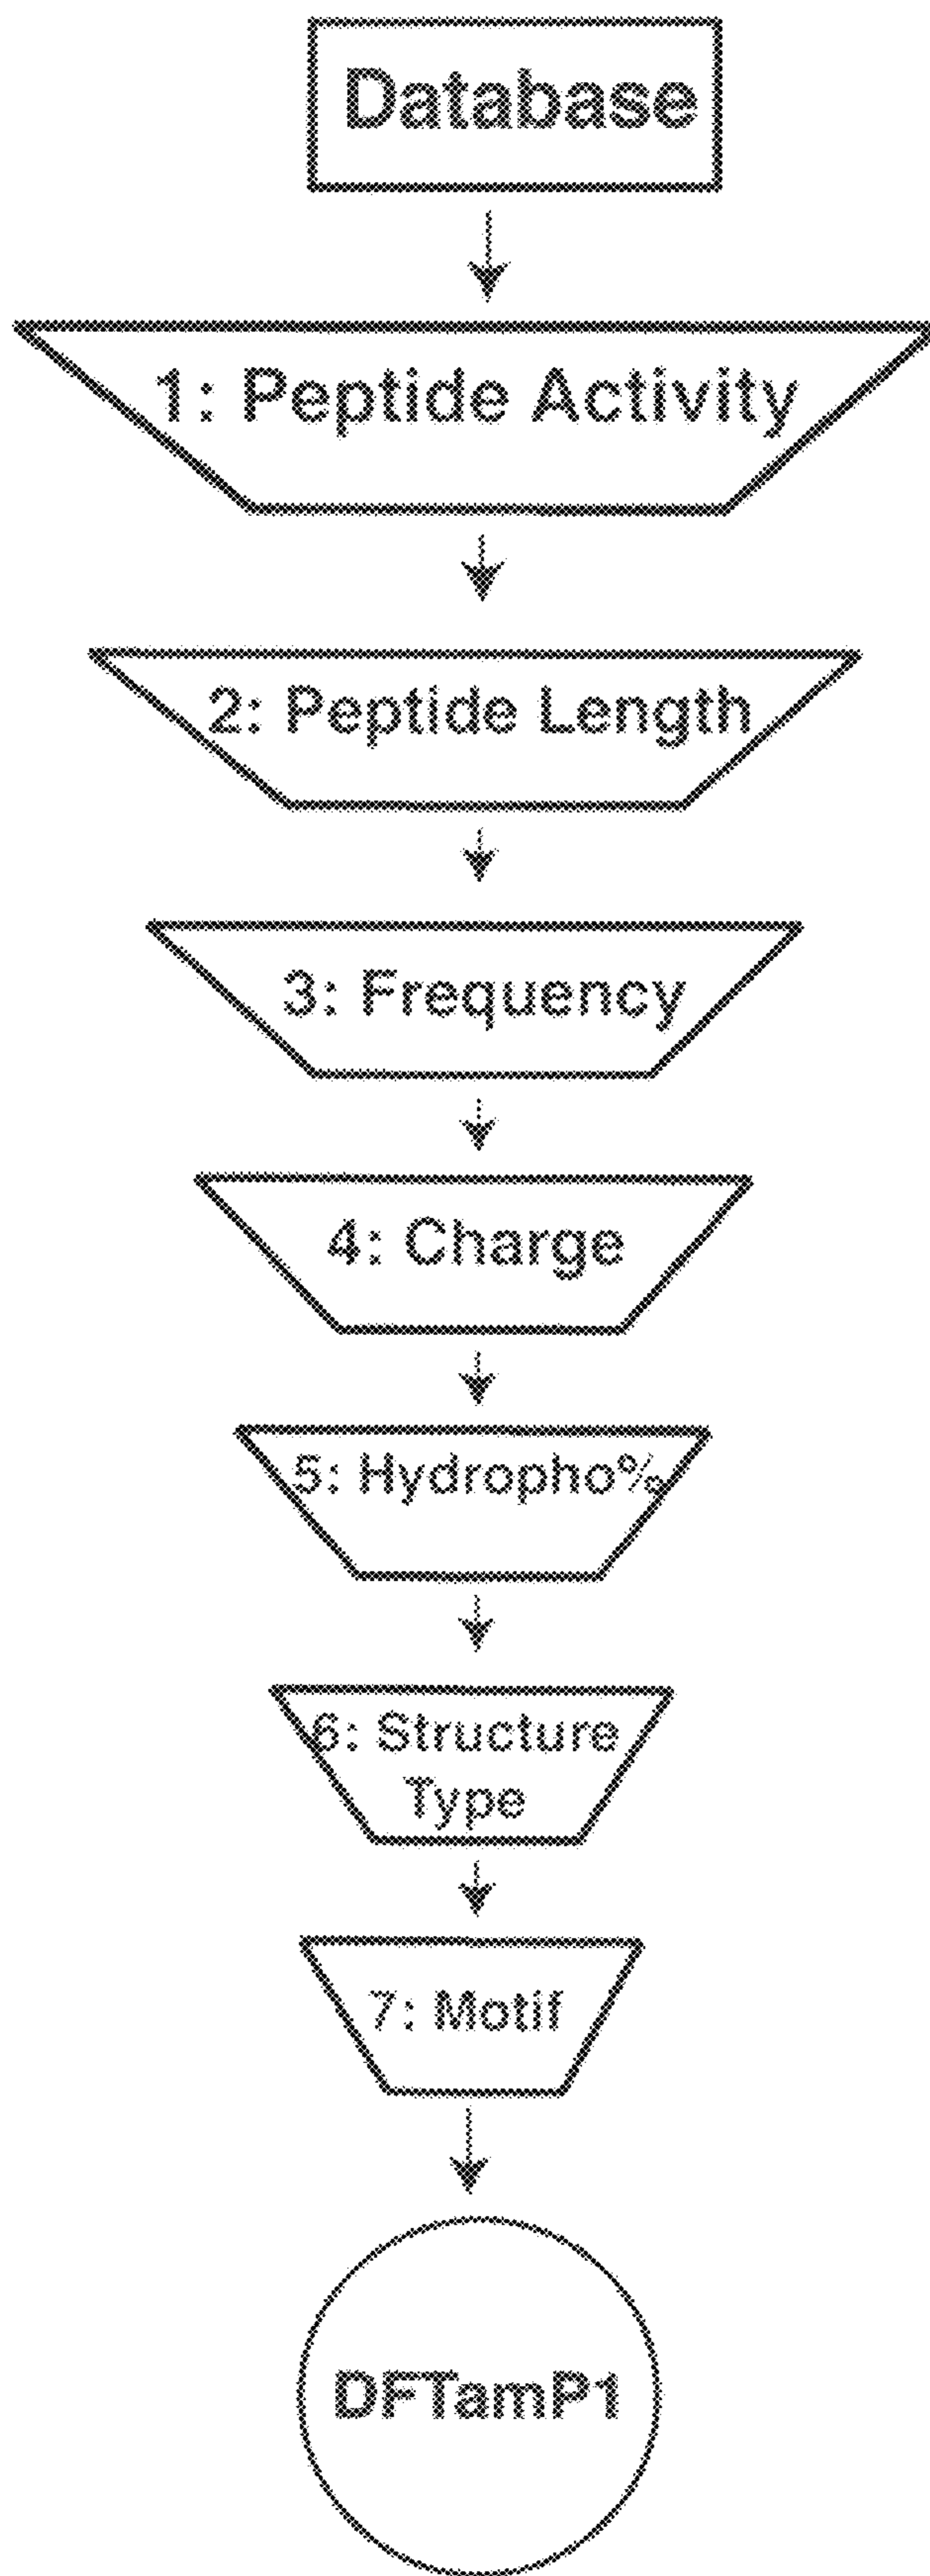 Database
1: Peptide Activity
2: Peptide Length
3: Frequency
4: Charge
5: Hydropho%
6: Structure
Type
7: Motif
DFTamP1